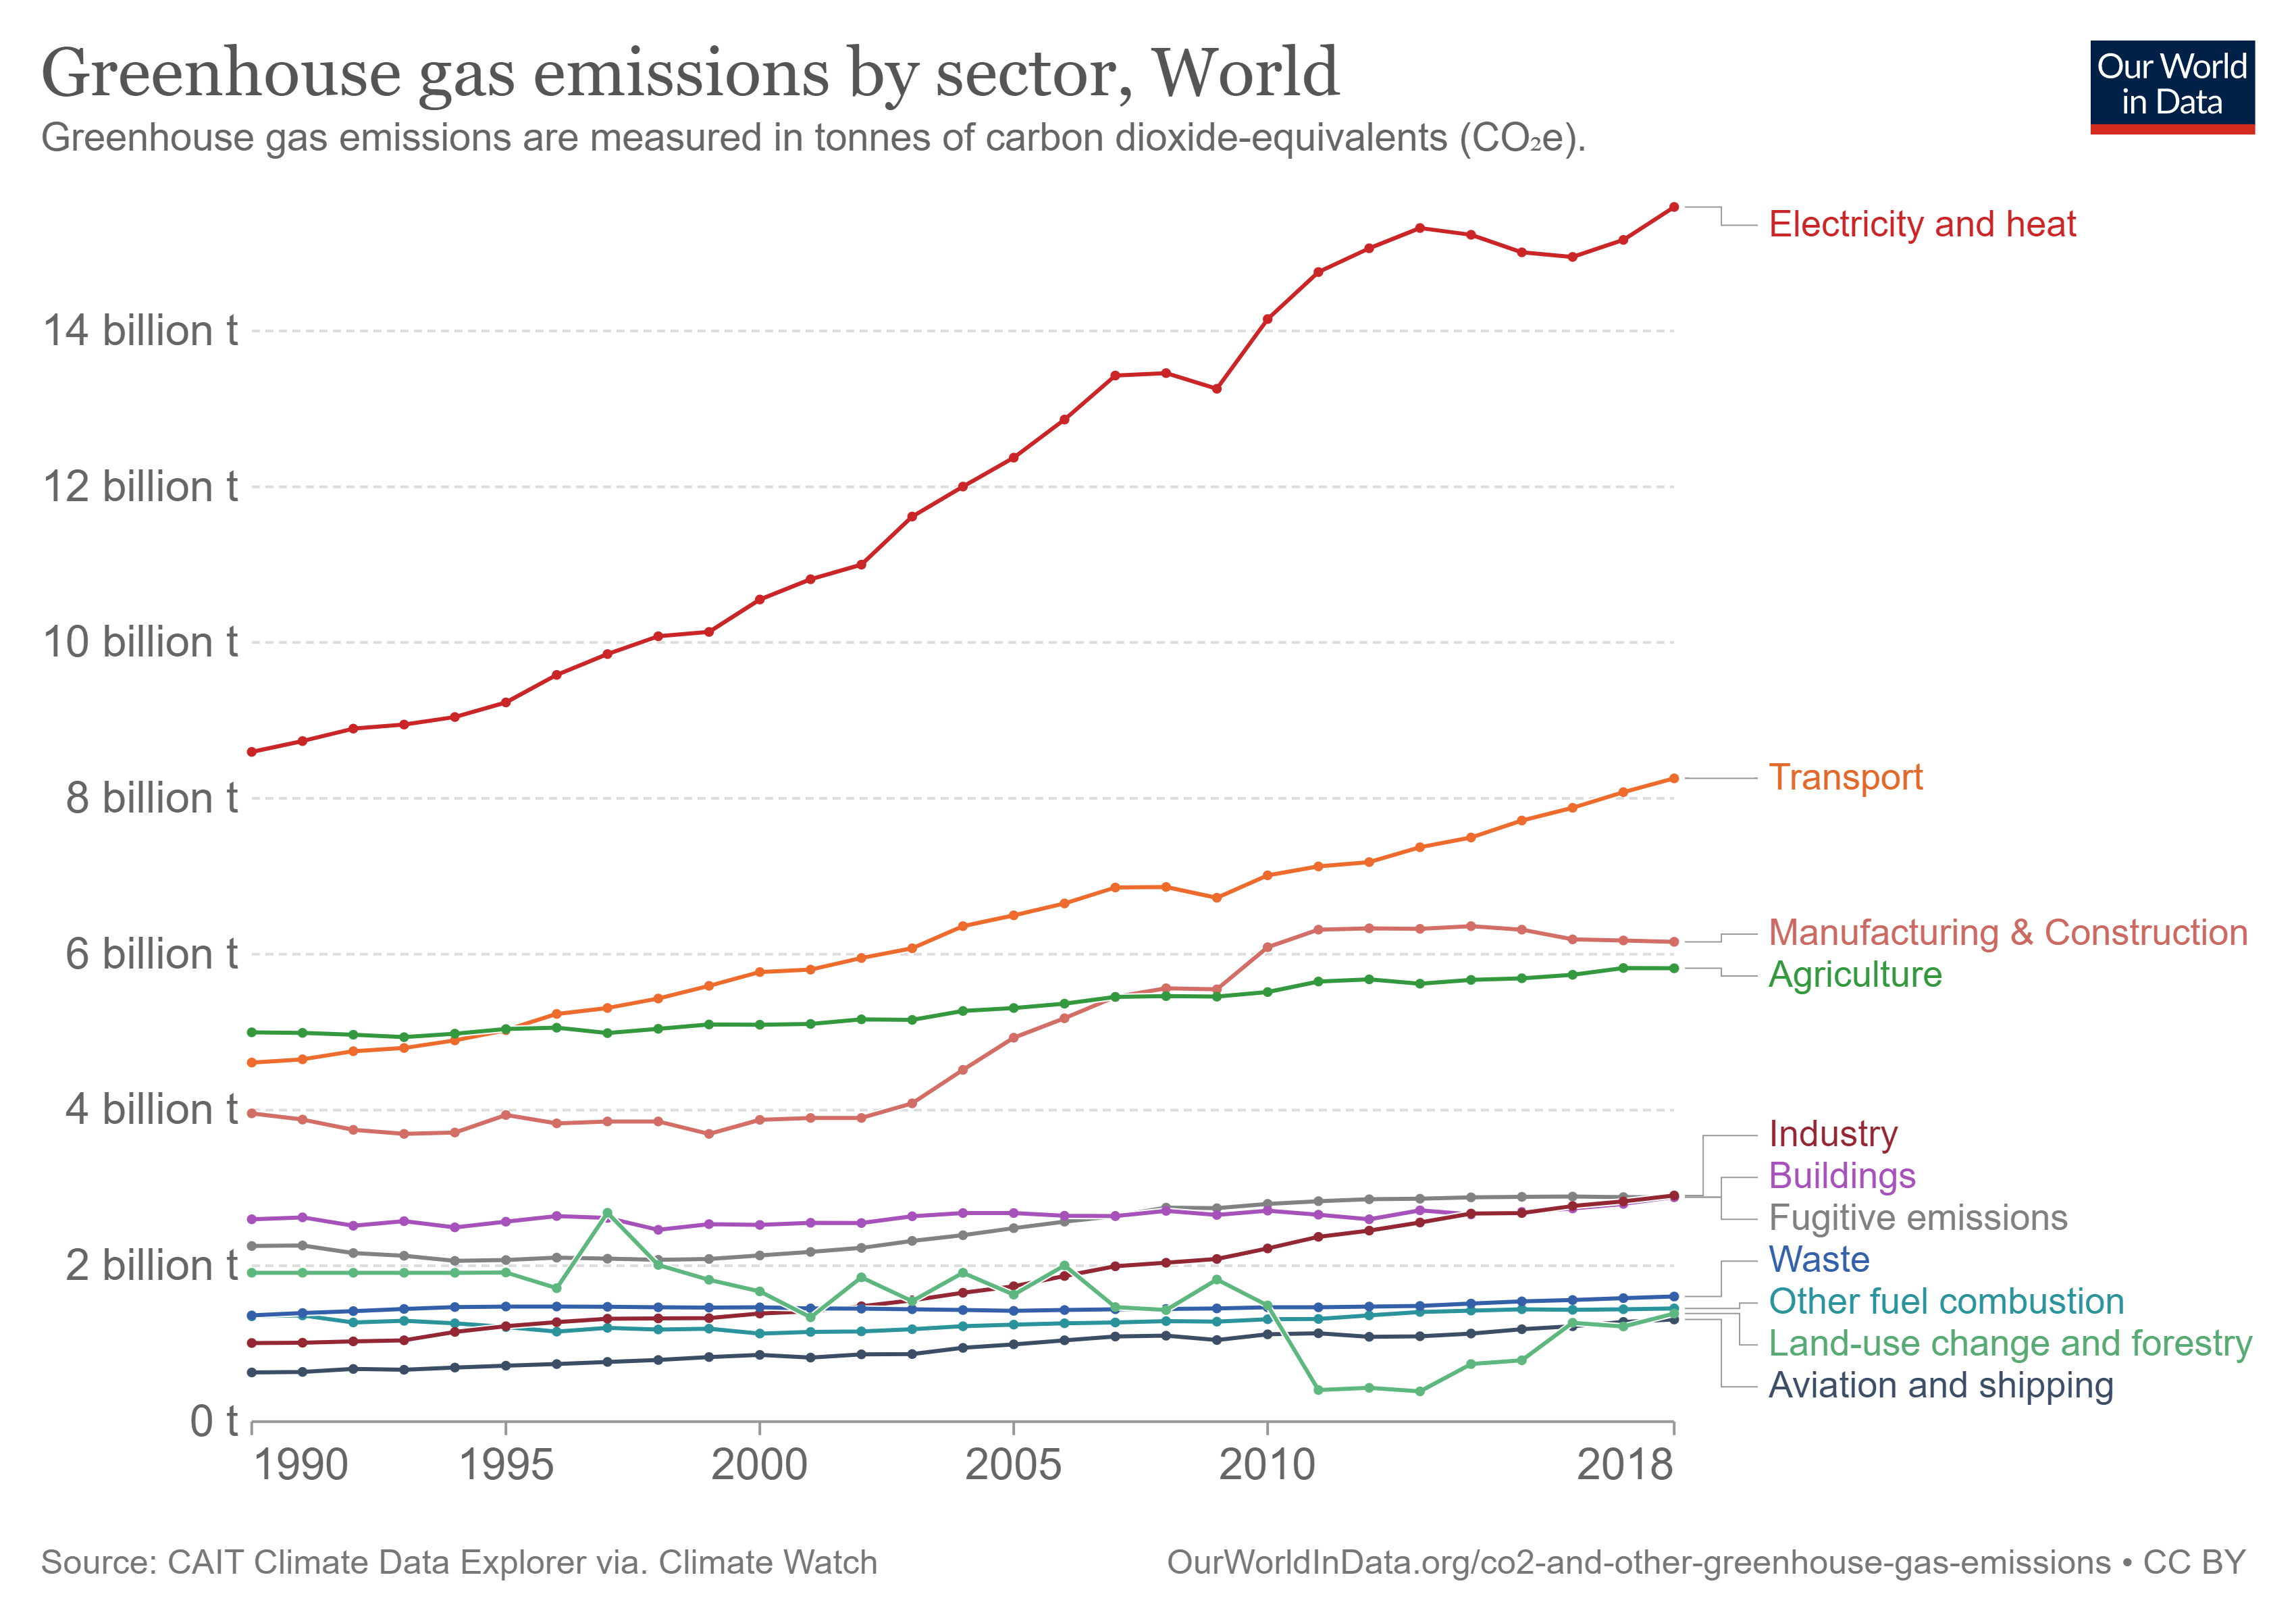 Greenhouse gas emissions by sector, World
Our World
in Data
Greenhouse gas emissions are measured in tonnes of carbon dioxide-equivalents (CO₂e).
Electricity and heat
14 billion t
12 billion t
10 billion t
8 billion t
Transport
6 billion t
Manufacturing & Construction
Agriculture
4 billion t
Industry
Buildings
Fugitive emissions
2 billion t
Waste
Other fuel combustion
Land-use change and forestry
Aviation and shipping
0 t
1990 1995 2000 2005 2010 2018
Source: CAIT Climate Data Explorer via. Climate Watch
OurWorldInData.org/co2-and-other-greenhouse-gas-emissions • CC BY